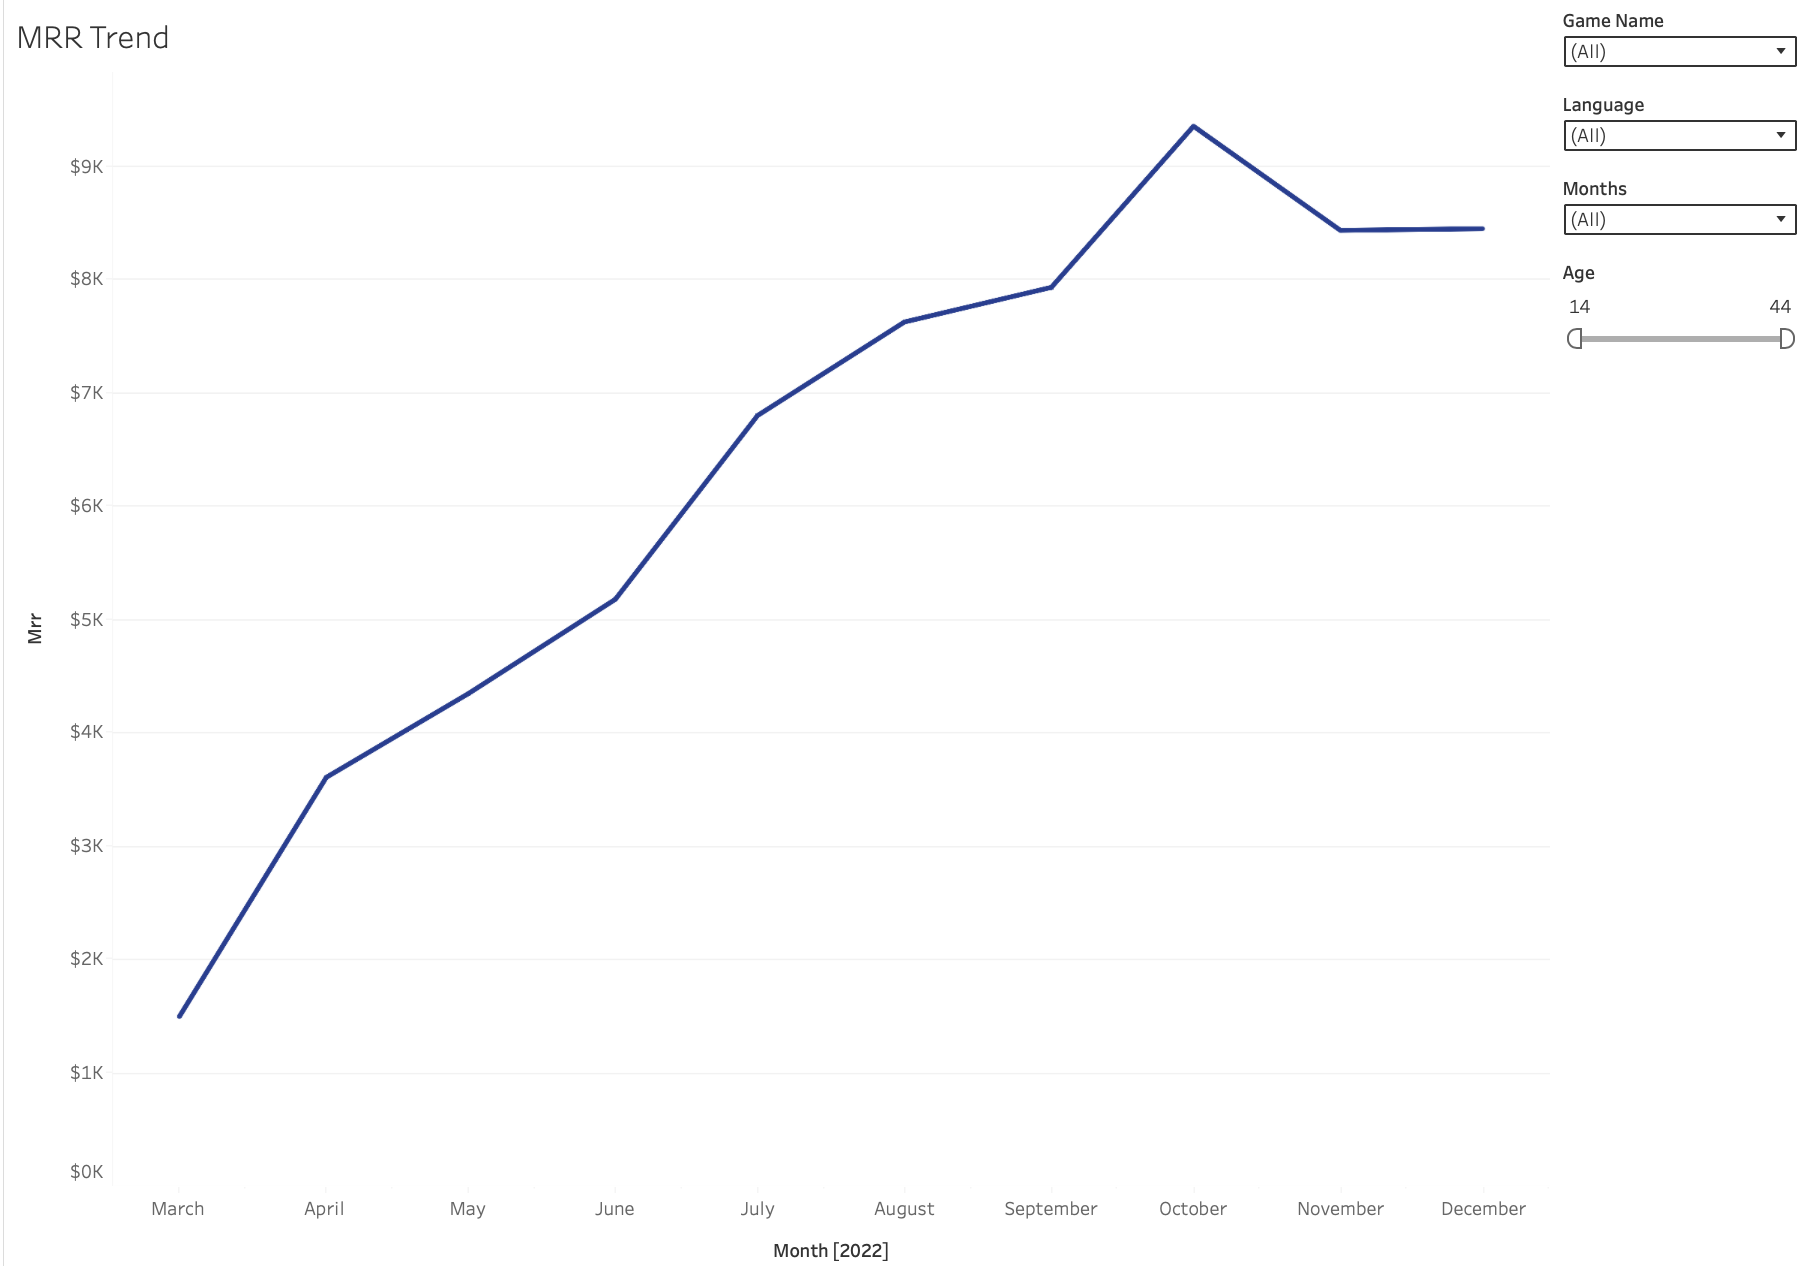 MRR Trend
$9K
$8K
$7K
$6K
$5K
$4K
$3K
$2K
$1K
$0K
Mrr
March April May June July August September October November December
Month [2022]
Game Name
(All)
Language
(All)
Months
(All)
Age
14 44